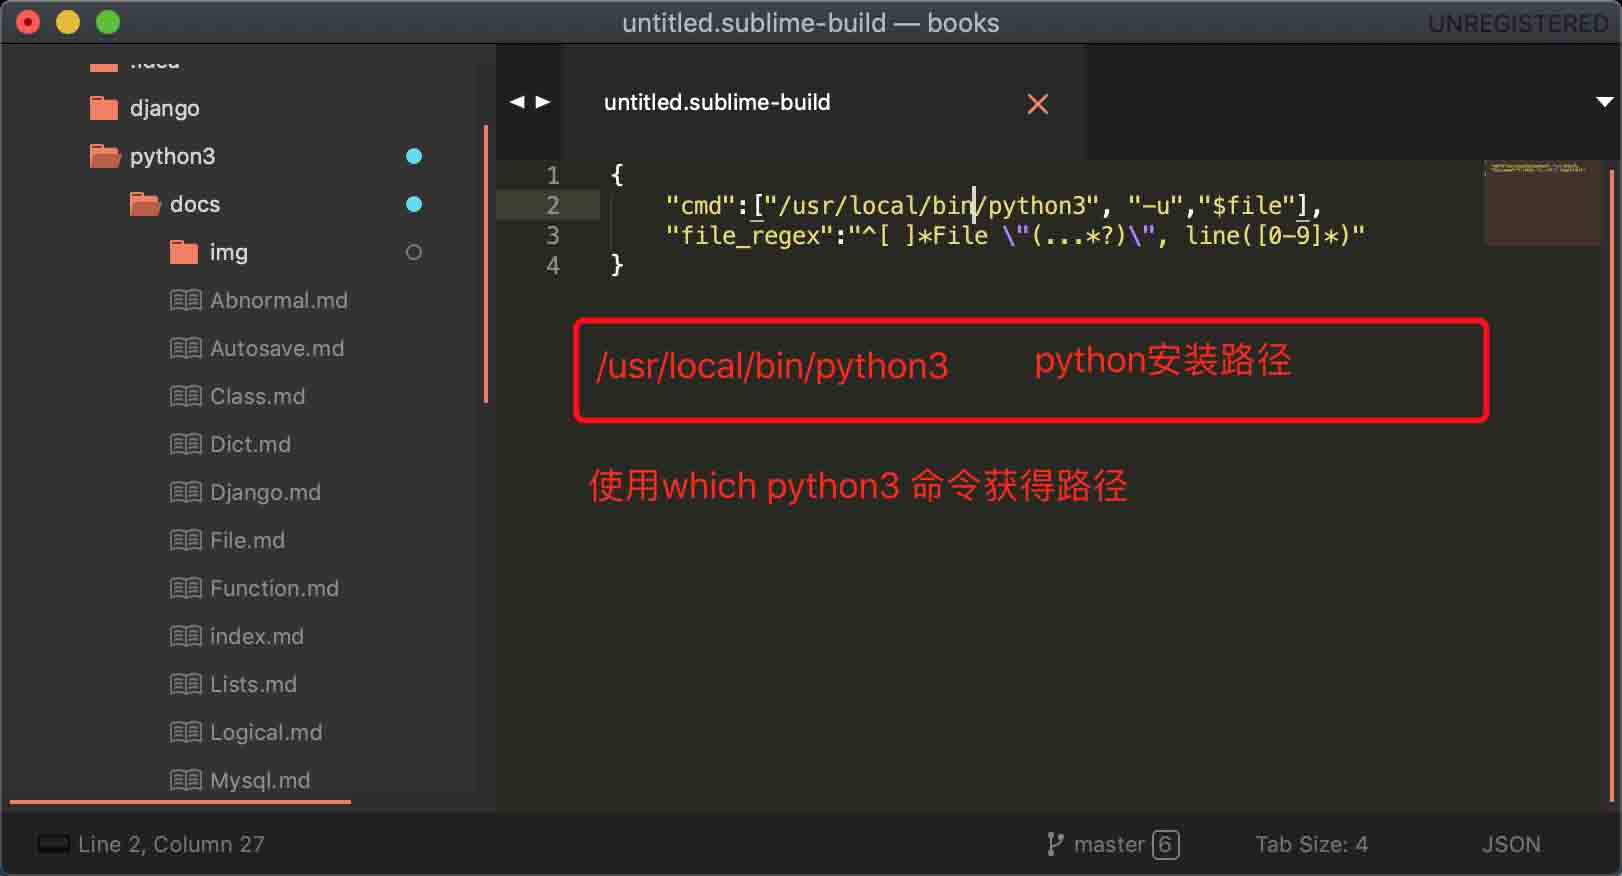 untitled.sublime-build — books
UNREGISTERED
.idea
django
python3
docs
img
Abnormal.md
Autosave.md
Class.md
Dict.md
Django.md
File.md
Function.md
index.md
Lists.md
Logical.md
Mysql.md
untitled.sublime-build
1 {
2 "cmd":["/usr/local/bin/python3", "-u","$file"],
3 "file_regex":"^[ ]*File \"(...*?)\", line([0-9]*)"
4 }
/usr/local/bin/python3 python安装路径
使用which python3 命令获得路径
Line 2, Column 27
master 6
Tab Size: 4
JSON